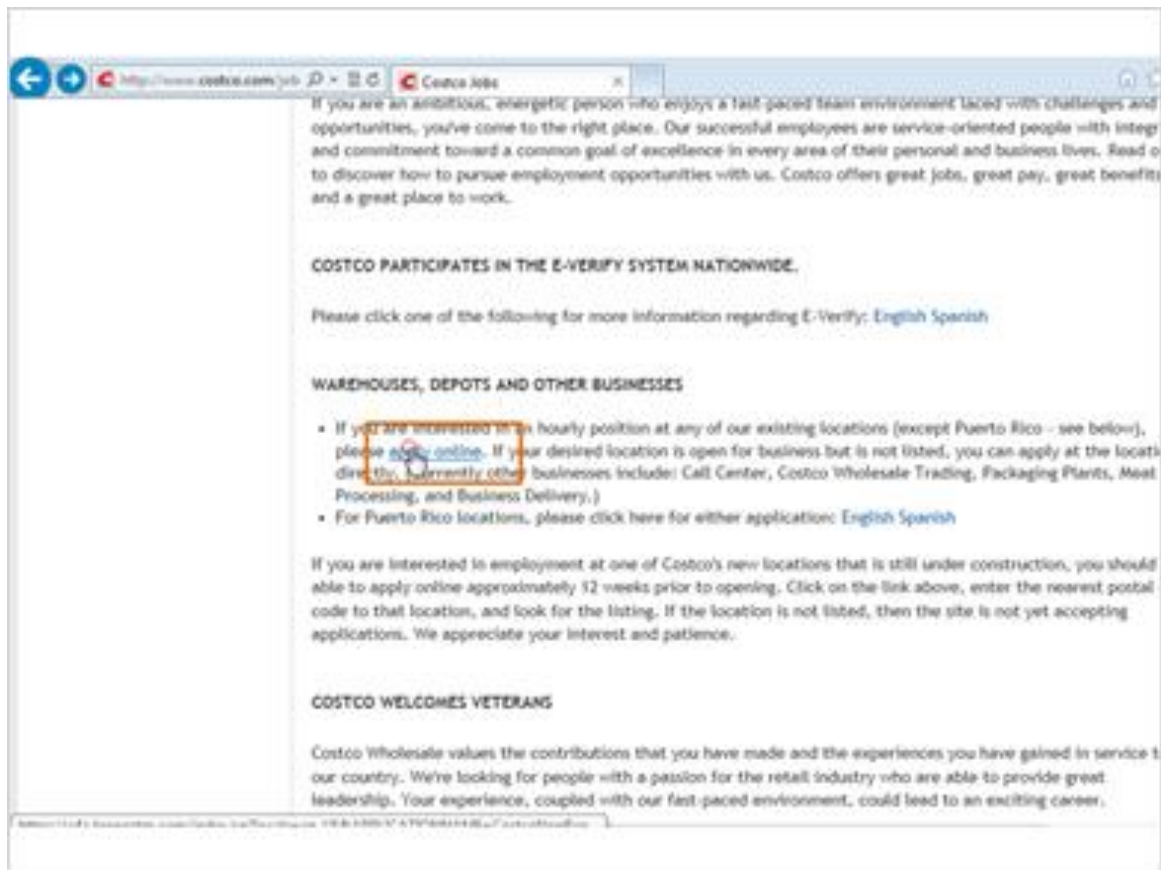 http://www.costco.com/job
Costco Jobs
If you are an ambitious, energetic person who enjoys a fast-paced team environment laced with challenges and
opportunities, you've come to the right place. Our successful employees are service-oriented people with integr
and commitment toward a common goal of excellence in every area of their personal and business lives. Read o
to discover how to pursue employment opportunities with us. Costco offers great jobs, great pay, great benefits
and a great place to work.
COSTCO PARTICIPATES IN THE E-VERIFY SYSTEM NATIONWIDE.
Please click one of the following for more information regarding E-Verify: English Spanish
WAREHOUSES, DEPOTS AND OTHER BUSINESSES
• If you are interested in an hourly position at any of our existing locations (except Puerto Rico - see below),
please apply online. If your desired location is open for business but is not listed, you can apply at the locati
directly. (Currently other businesses include: Call Center, Costco Wholesale Trading, Packaging Plants, Meat
Processing, and Business Delivery.)
• For Puerto Rico locations, please click here for either application: English Spanish
If you are interested in employment at one of Costco's new locations that is still under construction, you should
able to apply online approximately 12 weeks prior to opening. Click on the link above, enter the nearest postal
code to that location, and look for the listing. If the location is not listed, then the site is not yet accepting
applications. We appreciate your interest and patience.
COSTCO WELCOMES VETERANS
Costco Wholesale values the contributions that you have made and the experiences you have gained in service t
our country. We're looking for people with a passion for the retail industry who are able to provide great
leadership. Your experience, coupled with our fast-paced environment, could lead to an exciting career.